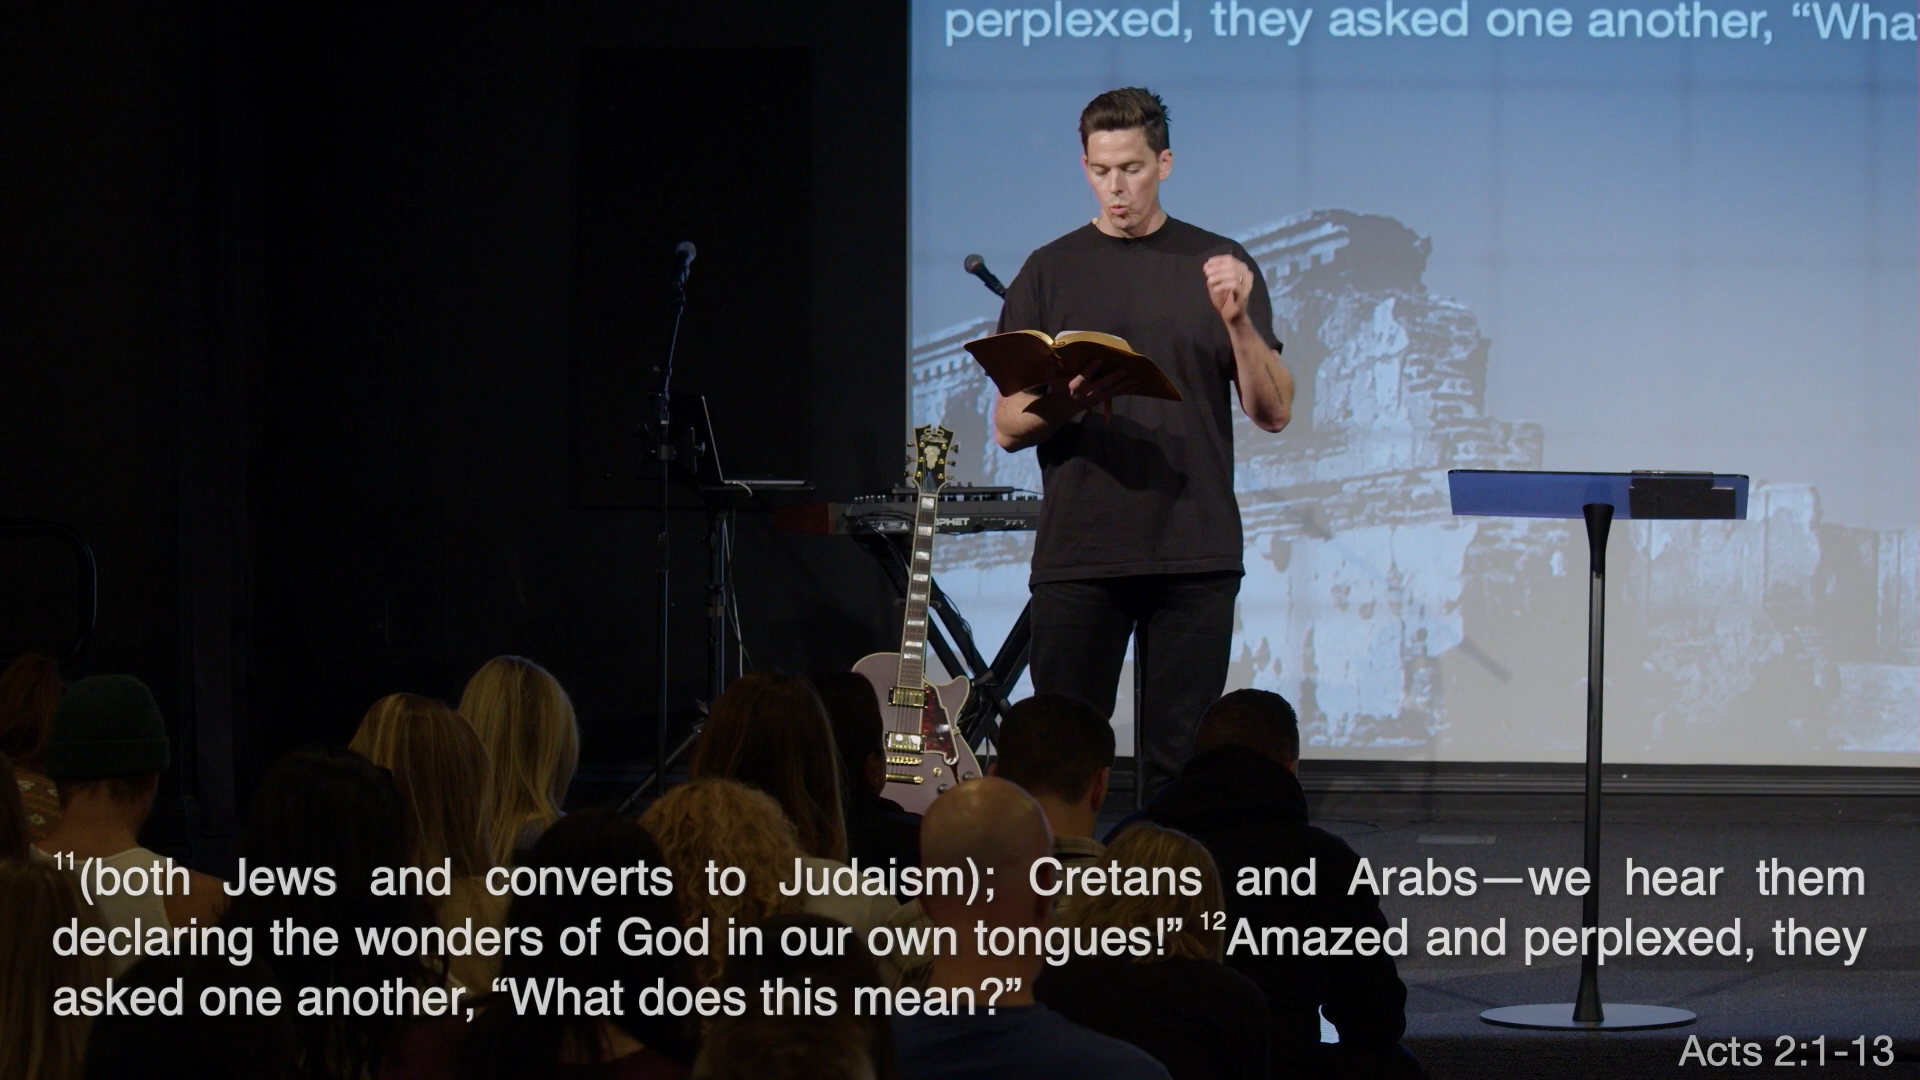 perplexed, they asked one another, “Wha
OPHET
¹¹(both Jews and converts to Judaism); Cretans and Arabs—we hear them
declaring the wonders of God in our own tongues!” ¹²Amazed and perplexed, they
asked one another, “What does this mean?”
Acts 2:1-13